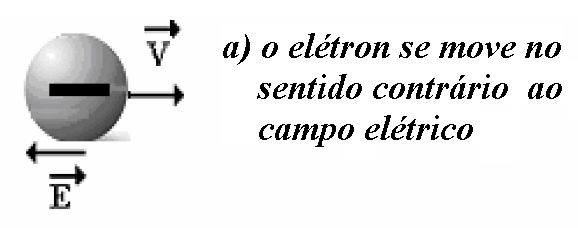 V
a) o elétron se move no
sentido contrário ao
campo elétrico
E